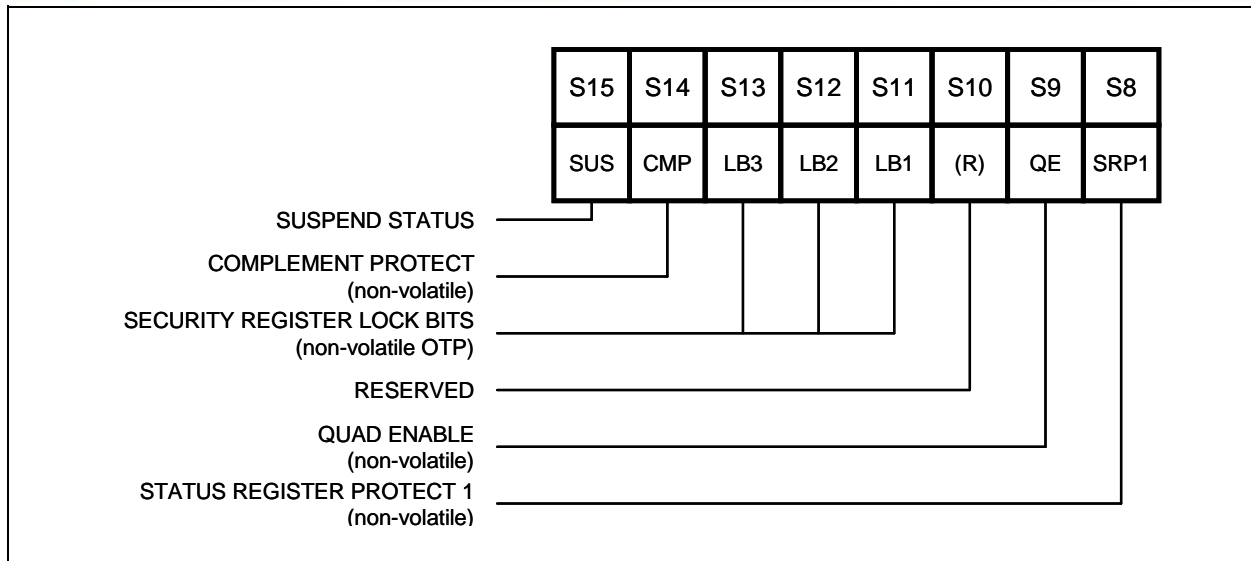 S15 S14 S13 S12 S11 S10 S9 S8
SUS CMP LB3 LB2 LB1 (R) QE SRP1
SUSPEND STATUS
COMPLEMENT PROTECT
(non-volatile)
SECURITY REGISTER LOCK BITS
(non-volatile OTP)
RESERVED
QUAD ENABLE
(non-volatile)
STATUS REGISTER PROTECT 1
(non-volatile)